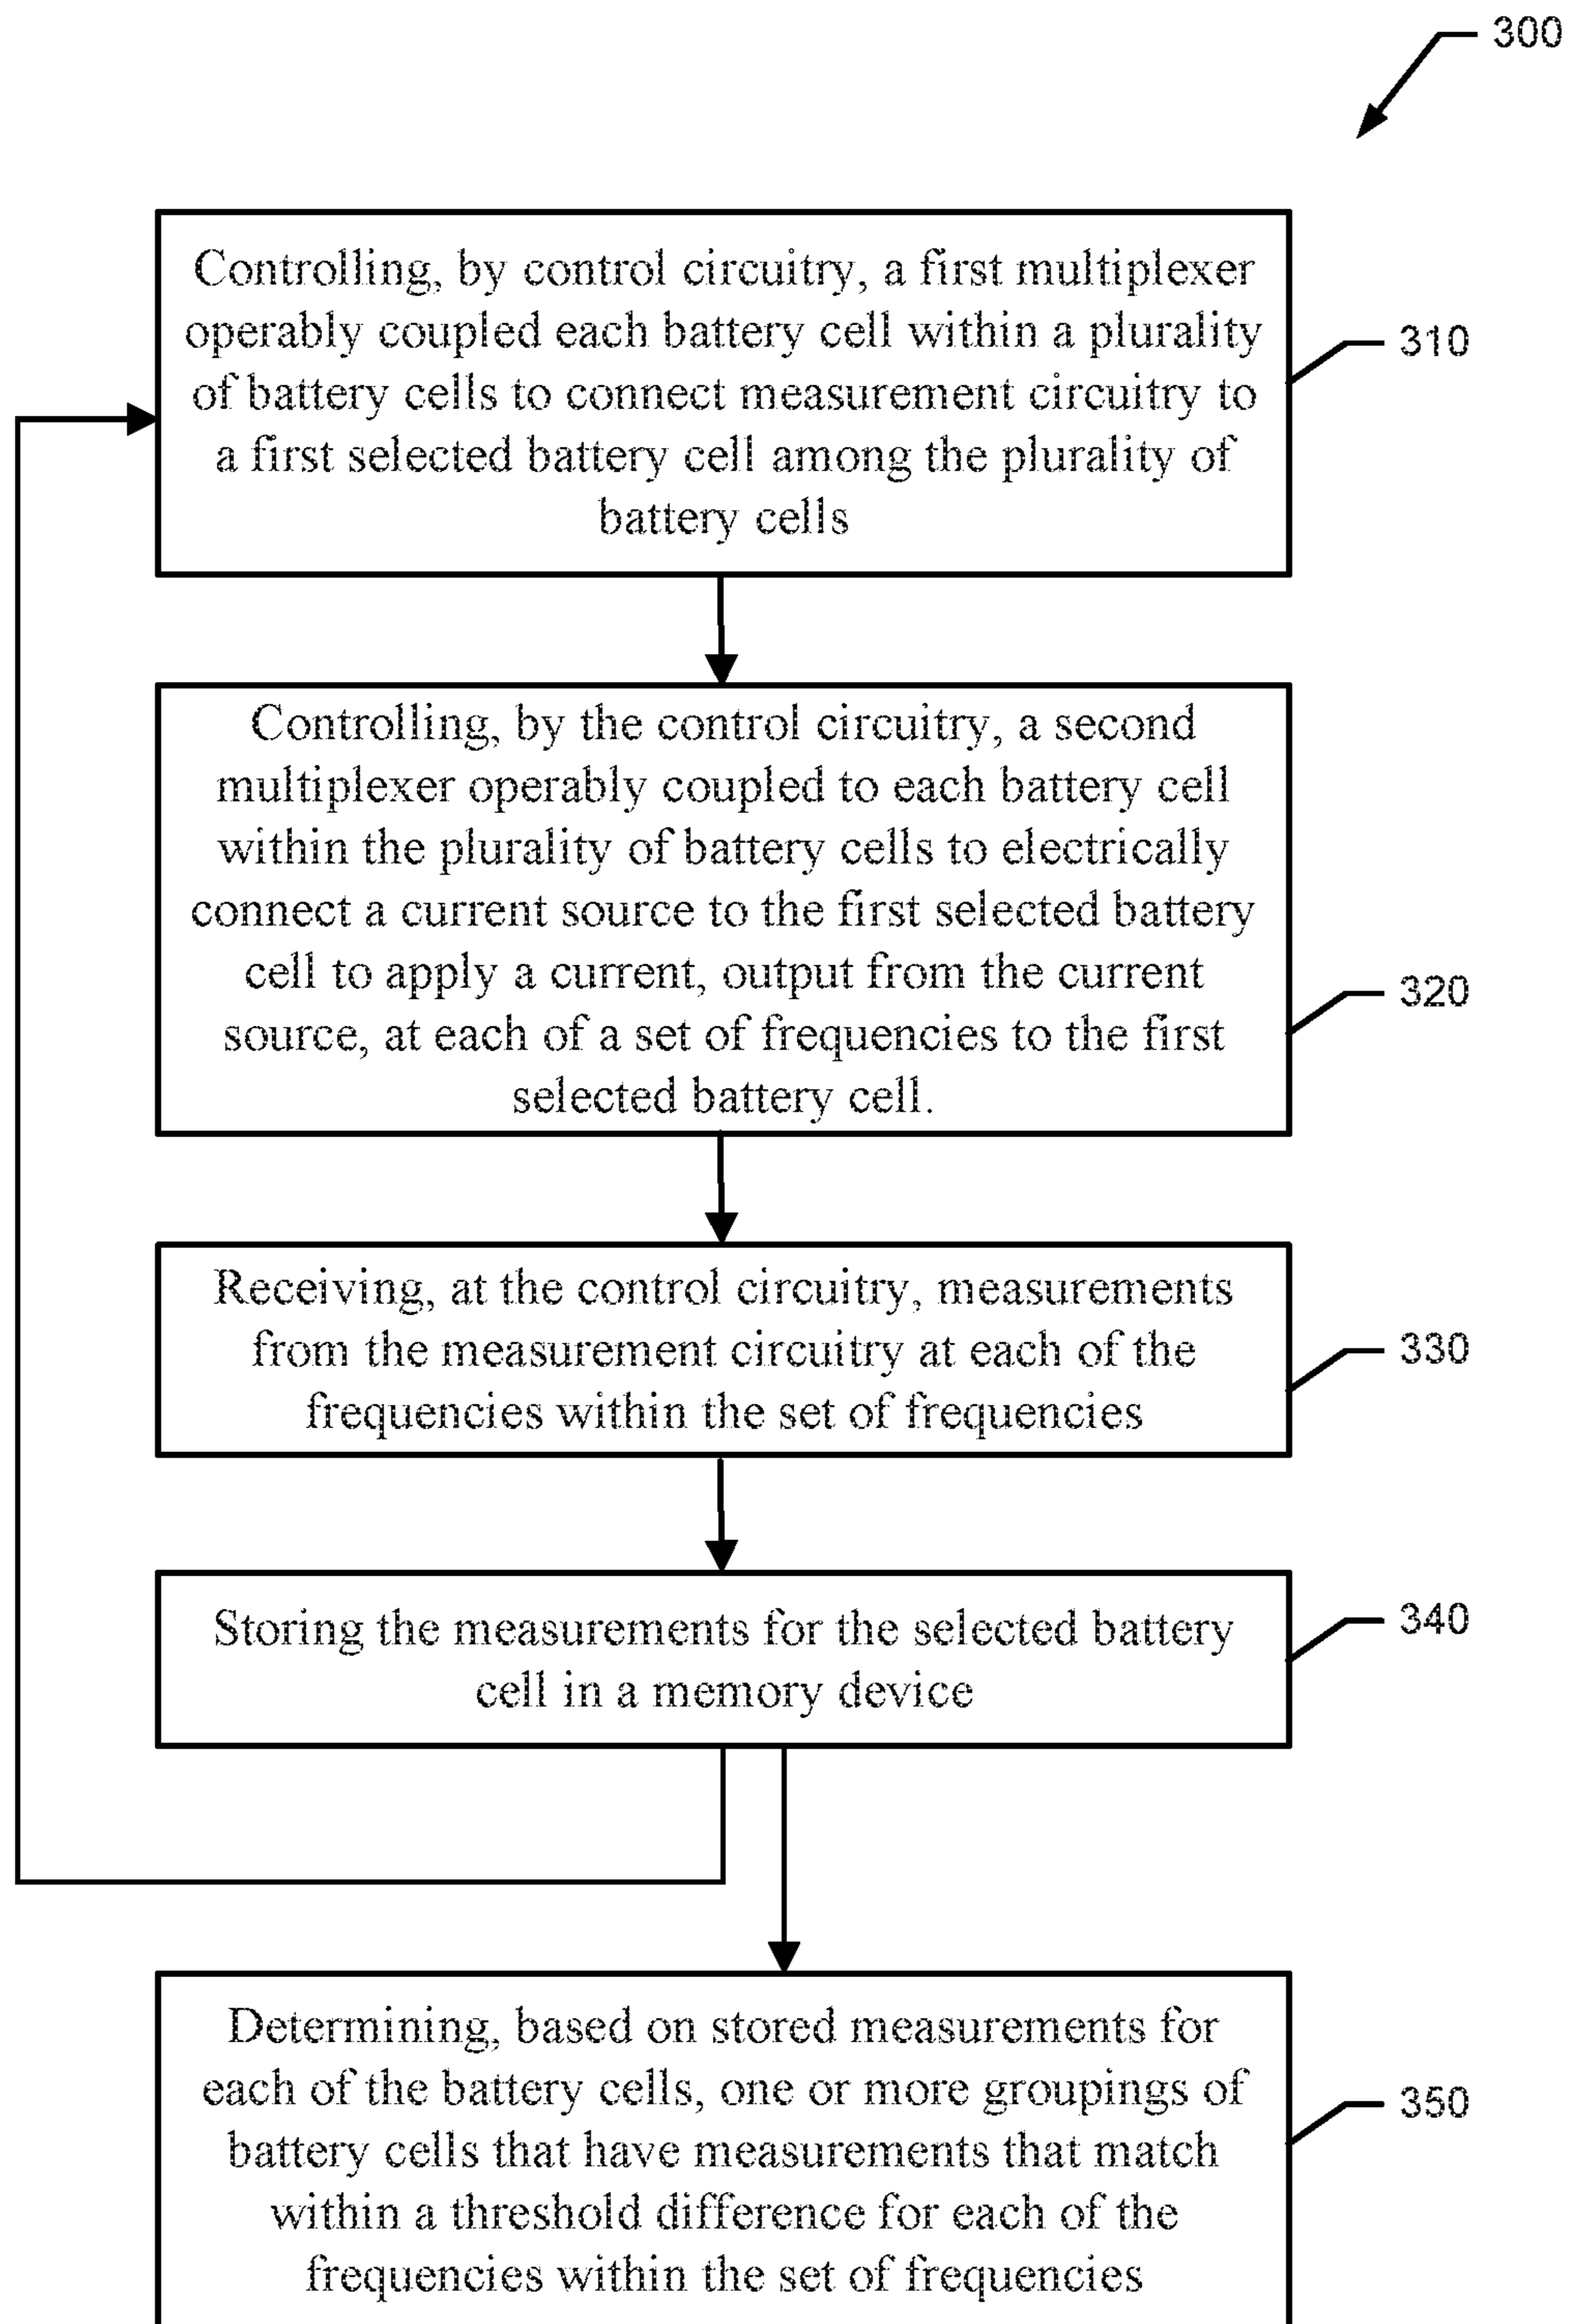 300
Controlling, by control circuitry, a first multiplexer
operably coupled each battery cell within a plurality
of battery cells to connect measurement circuitry to
a first selected battery cell among the plurality of
battery cells
310
Controlling, by the control circuitry, a second
multiplexer operably coupled to each battery cell
within the plurality of battery cells to electrically
connect a current source to the first selected battery
cell to apply a current, output from the current
source, at each of a set of frequencies to the first
selected battery cell.
320
Receiving, at the control circuitry, measurements
from the measurement circuitry at each of the
frequencies within the set of frequencies
330
Storing the measurements for the selected battery
cell in a memory device
340
Determining, based on stored measurements for
each of the battery cells, one or more groupings of
battery cells that have measurements that match
within a threshold difference for each of the
frequencies within the set of frequencies
350